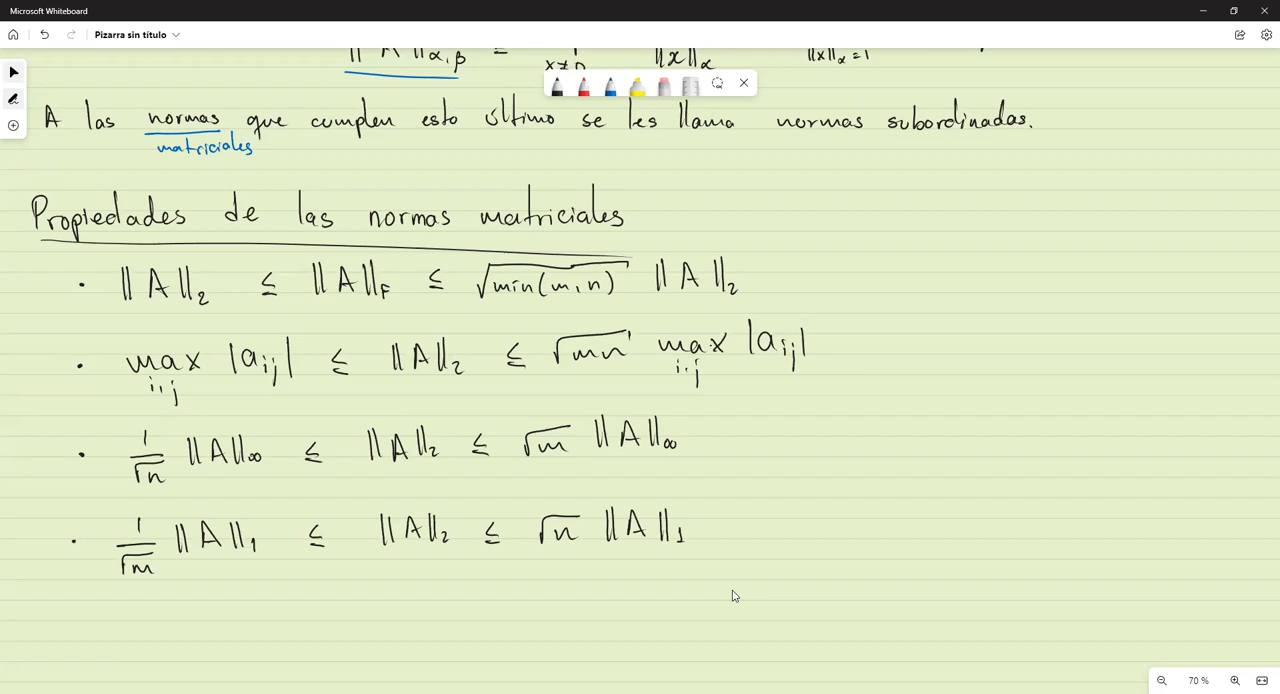 Microsoft Whiteboard
Pizarra sin título
‖A‖α,β = x≠0 ‖x‖α ‖x‖α = 1
A las normas que cumplen esto último se les llama normas subordinadas.
matriciales
Propiedades de las normas matriciales
· ‖A‖₂ ≤ ‖A‖F ≤ √min(m,n) ‖A‖₂
· max i,j |aij| ≤ ‖A‖₂ ≤ √mn max i,j |aij|
· 1/√n ‖A‖∞ ≤ ‖A‖₂ ≤ √m ‖A‖∞
· 1/√m ‖A‖₁ ≤ ‖A‖₂ ≤ √n ‖A‖₁
70 %